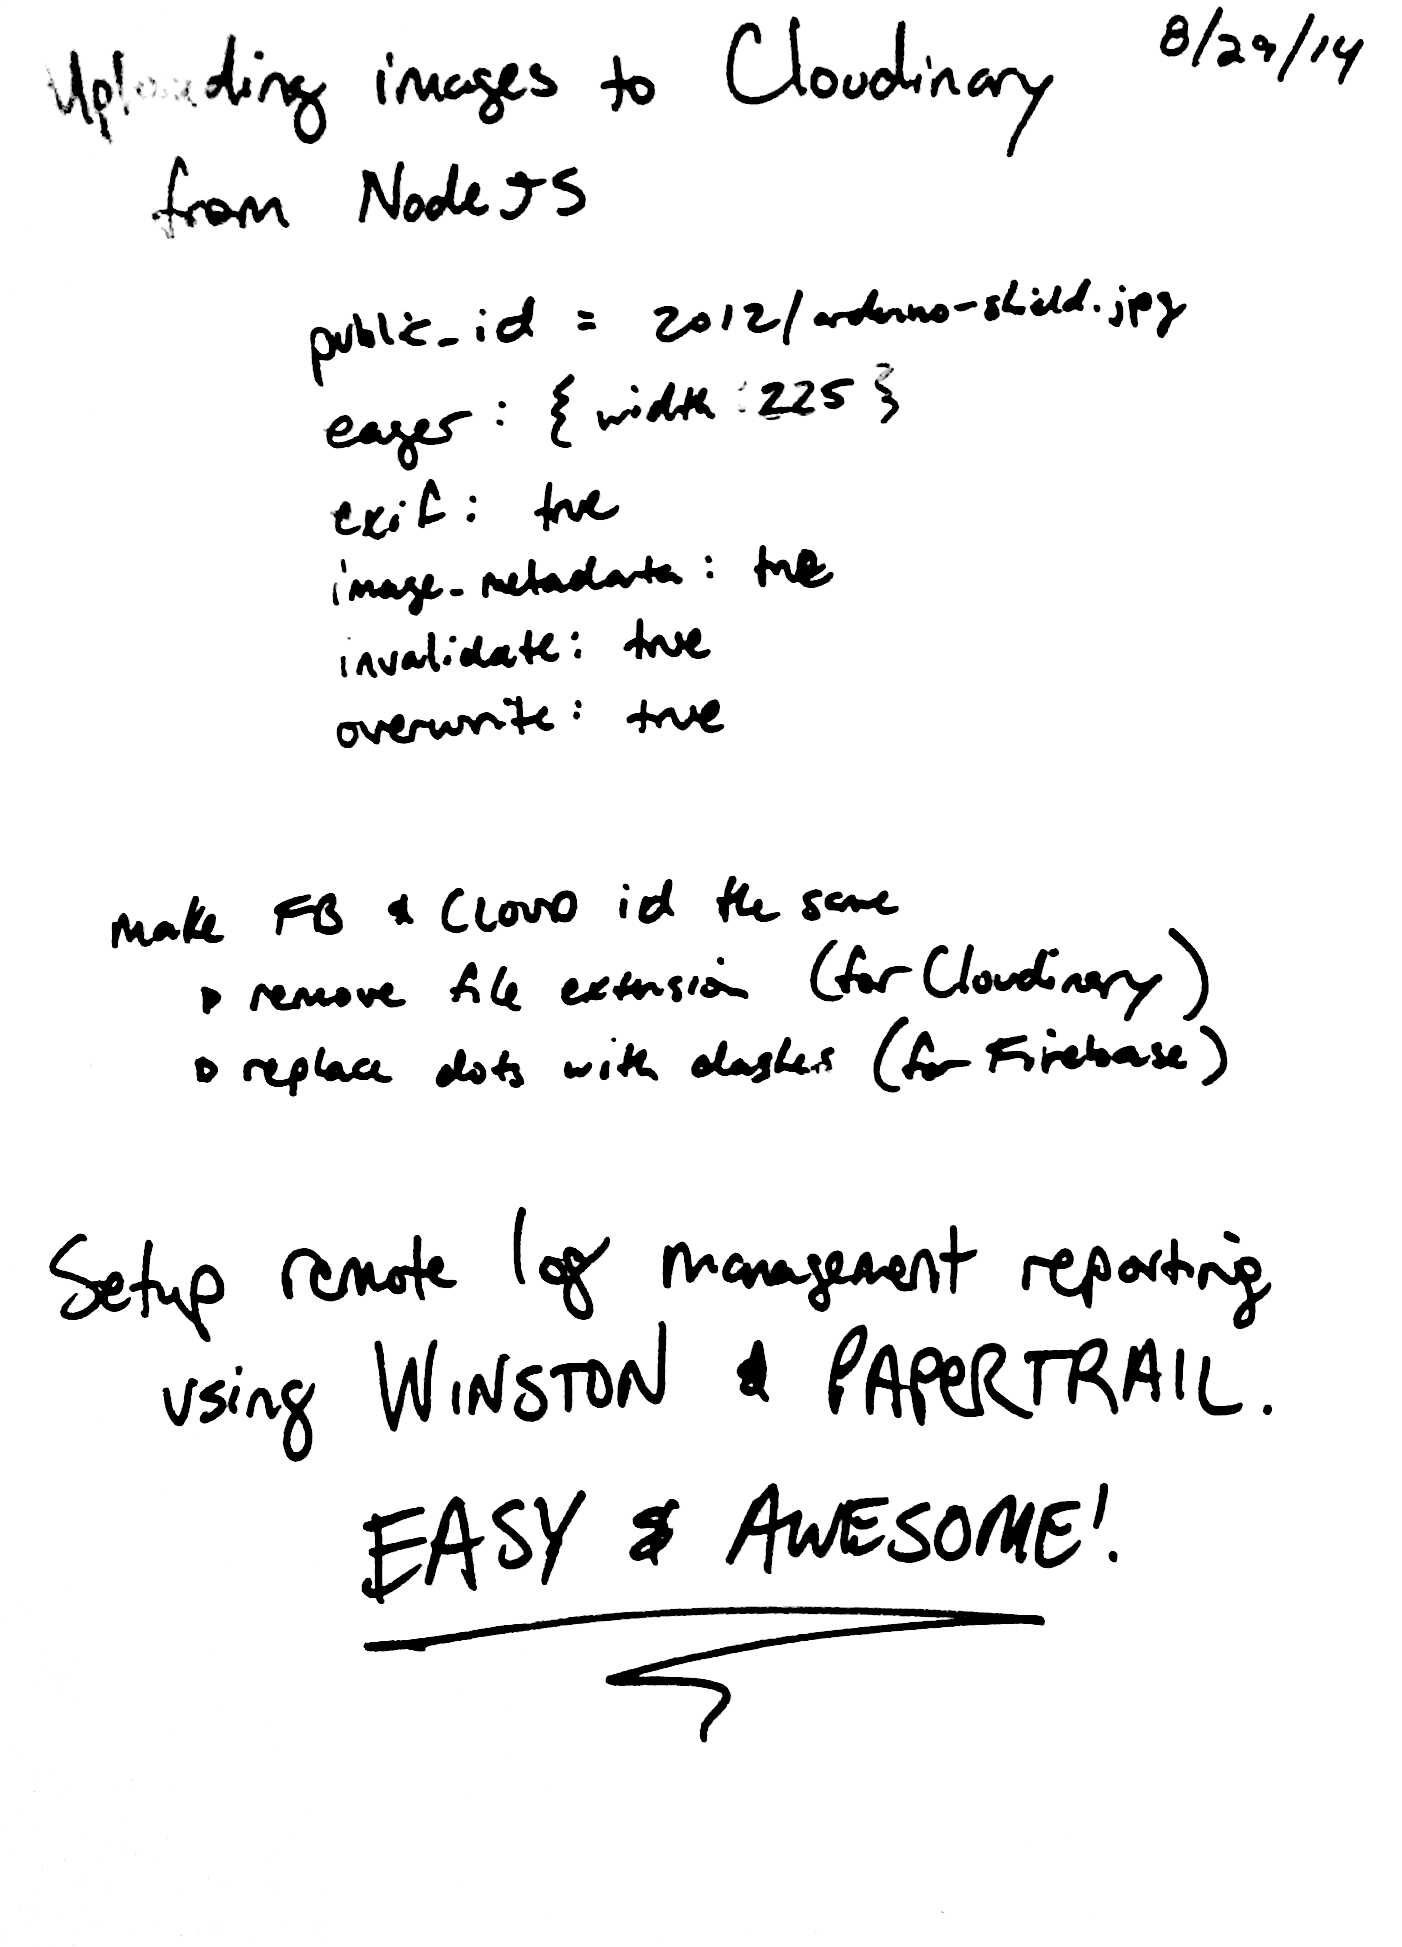 8/29/14
Uploading images to Cloudinary
from NodeJS
public_id = 2012/arduino-shield.jpg
eager: { width: 225 }
exif: true
image_metadata: true
invalidate: true
overwrite: true
make FB & CLOUD id the same
▷ remove file extension (for Cloudinary)
▷ replace dots with dashes (for Firebase)
Setup remote log management reporting
using WINSTON & PAPERTRAIL.
EASY & AWESOME!